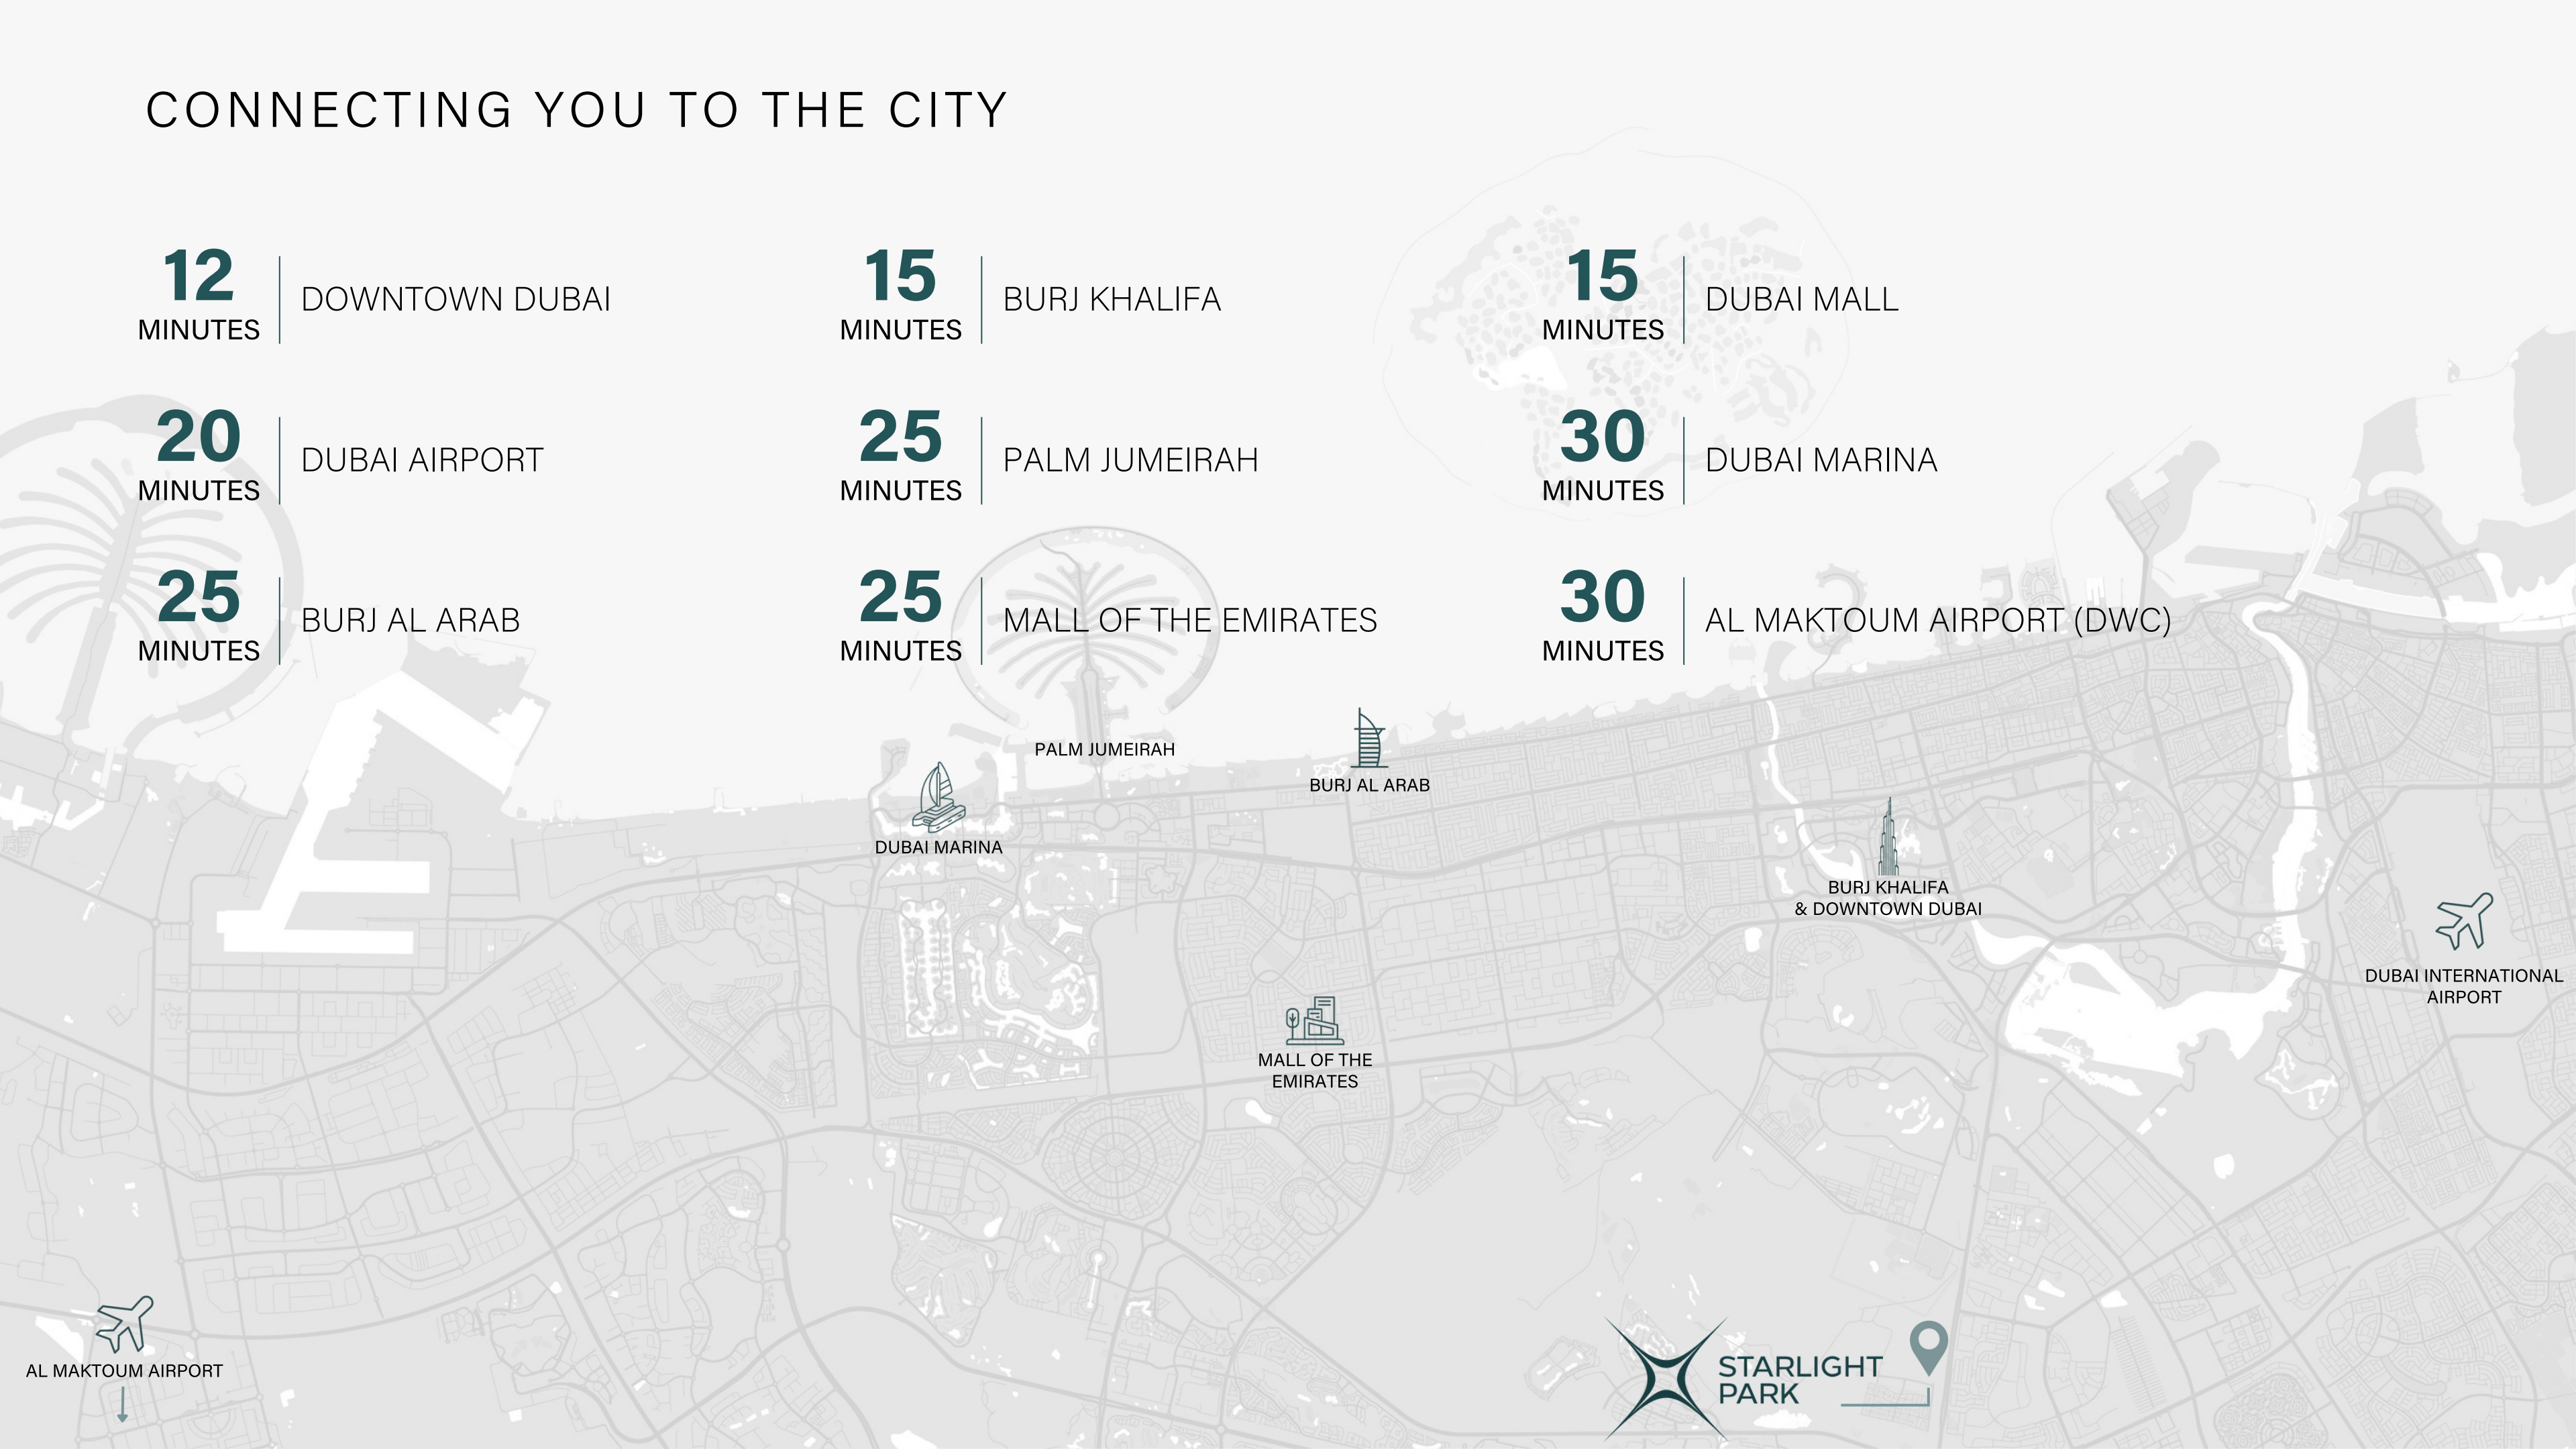 CONNECTING YOU TO THE CITY
12
MINUTES
DOWNTOWN DUBAI
15
MINUTES
BURJ KHALIFA
15
MINUTES
DUBAI MALL
20
MINUTES
DUBAI AIRPORT
25
MINUTES
PALM JUMEIRAH
30
MINUTES
DUBAI MARINA
25
MINUTES
BURJ AL ARAB
25
MINUTES
MALL OF THE EMIRATES
30
MINUTES
AL MAKTOUM AIRPORT (DWC)
PALM JUMEIRAH
BURJ AL ARAB
DUBAI MARINA
BURJ KHALIFA
& DOWNTOWN DUBAI
DUBAI INTERNATIONAL
AIRPORT
MALL OF THE
EMIRATES
AL MAKTOUM AIRPORT
STARLIGHT
PARK